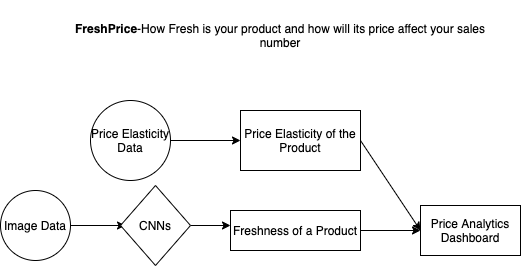 FreshPrice-How Fresh is your product and how will its price affect your sales
number
Price Elasticity
Data
Price Elasticity of the
Product
Image Data
CNNs
Freshness of a Product
Price Analytics
Dashboard